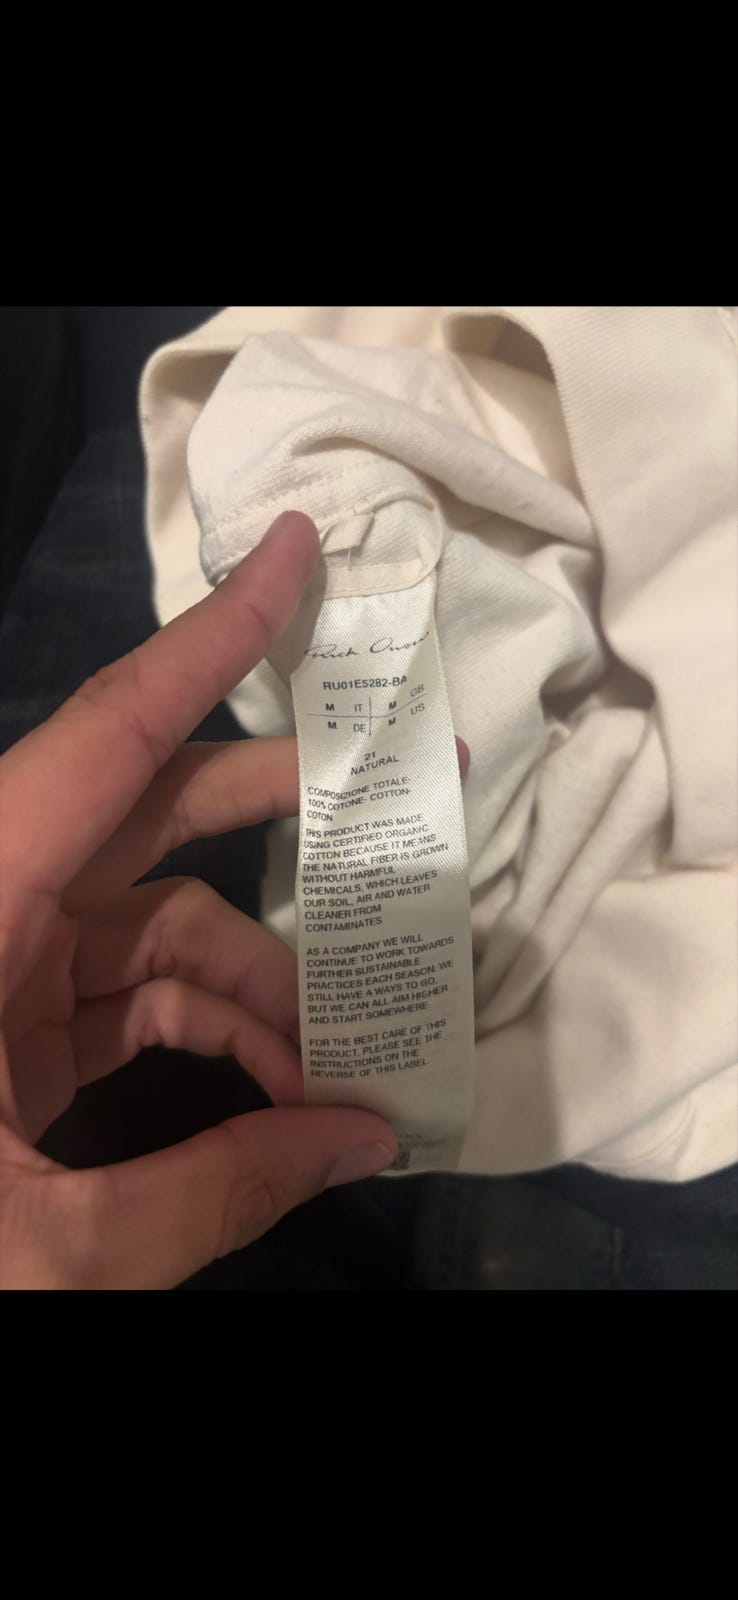 Rick Owens
RU01E5282-BA
M IT M GB
M DE M US
21
NATURAL
COMPOSIZIONE TOTALE-
100% COTONE- COTTON-
COTON
THIS PRODUCT WAS MADE
USING CERTIFIED ORGANIC
COTTON BECAUSE IT MEANS
THE NATURAL FIBER IS GROWN
WITHOUT HARMFUL
CHEMICALS, WHICH LEAVES
OUR SOIL, AIR AND WATER
CLEANER FROM
CONTAMINATES
AS A COMPANY WE WILL
CONTINUE TO WORK TOWARDS
FURTHER SUSTAINABLE
PRACTICES EACH SEASON. WE
STILL HAVE A WAYS TO GO,
BUT WE CAN ALL AIM HIGHER
AND START SOMEWHERE.
FOR THE BEST CARE OF THIS
PRODUCT, PLEASE SEE THE
INSTRUCTIONS ON THE
REVERSE OF THIS LABEL